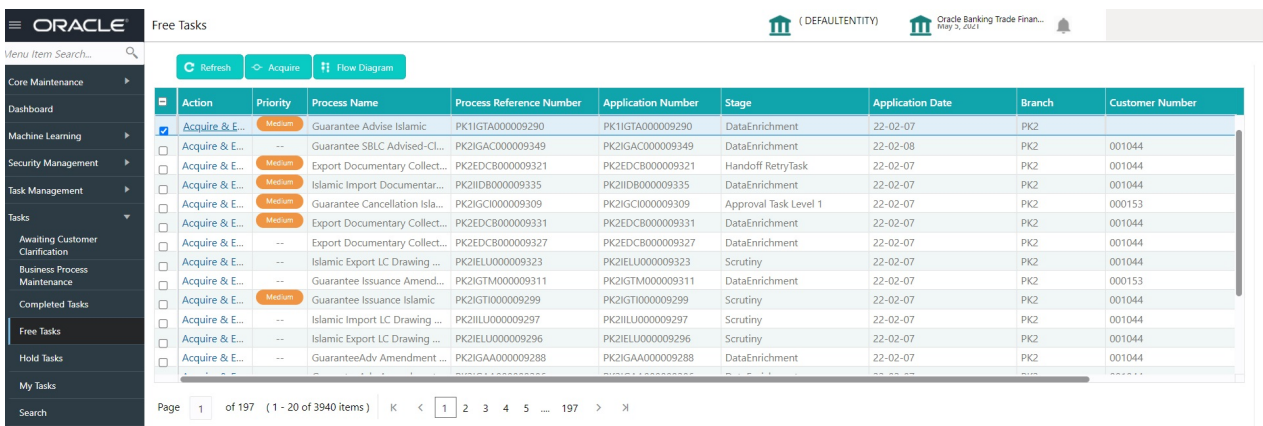 ORACLE
Free Tasks
( DEFAULTENTITY)
Oracle Banking Trade Finan...
May 5, 2021
Menu Item Search...
Core Maintenance
Dashboard
Machine Learning
Security Management
Task Management
Tasks
Awaiting Customer
Clarification
Business Process
Maintenance
Completed Tasks
Free Tasks
Hold Tasks
My Tasks
Search
Refresh Acquire Flow Diagram
Action Priority Process Name Process Reference Number Application Number Stage Application Date Branch Customer Number
Acquire & E... Medium Guarantee Advise Islamic PK1IGTA000009290 PK1IGTA000009290 DataEnrichment 22-02-07 PK2
Acquire & E... -- Guarantee SBLC Advised-Cl... PK2IGAC000009349 PK2IGAC000009349 DataEnrichment 22-02-08 PK2 001044
Acquire & E... Medium Export Documentary Collect... PK2EDCB000009321 PK2EDCB000009321 Handoff RetryTask 22-02-07 PK2 001044
Acquire & E... Medium Islamic Import Documentar... PK2IIDB000009335 PK2IIDB000009335 DataEnrichment 22-02-07 PK2 001044
Acquire & E... Medium Guarantee Cancellation Isla... PK2IGCI000009309 PK2IGCI000009309 Approval Task Level 1 22-02-07 PK2 000153
Acquire & E... Medium Export Documentary Collect... PK2EDCB000009331 PK2EDCB000009331 DataEnrichment 22-02-07 PK2 001044
Acquire & E... -- Export Documentary Collect... PK2EDCB000009327 PK2EDCB000009327 DataEnrichment 22-02-07 PK2 001044
Acquire & E... -- Islamic Export LC Drawing ... PK2IELU000009323 PK2IELU000009323 Scrutiny 22-02-07 PK2 001044
Acquire & E... -- Guarantee Issuance Amend... PK2IGTM000009311 PK2IGTM000009311 DataEnrichment 22-02-07 PK2 000153
Acquire & E... Medium Guarantee Issuance Islamic PK2IGTI000009299 PK2IGTI000009299 Scrutiny 22-02-07 PK2 001044
Acquire & E... -- Islamic Import LC Drawing ... PK2IILU000009297 PK2IILU000009297 Scrutiny 22-02-07 PK2 001044
Acquire & E... -- Islamic Export LC Drawing ... PK2IELU000009296 PK2IELU000009296 Scrutiny 22-02-07 PK2 001044
Acquire & E... -- GuaranteeAdv Amendment ... PK2IGAA000009288 PK2IGAA000009288 DataEnrichment 22-02-07 PK2 001044
Page 1 of 197 ( 1 - 20 of 3940 items ) 1 2 3 4 5 .... 197